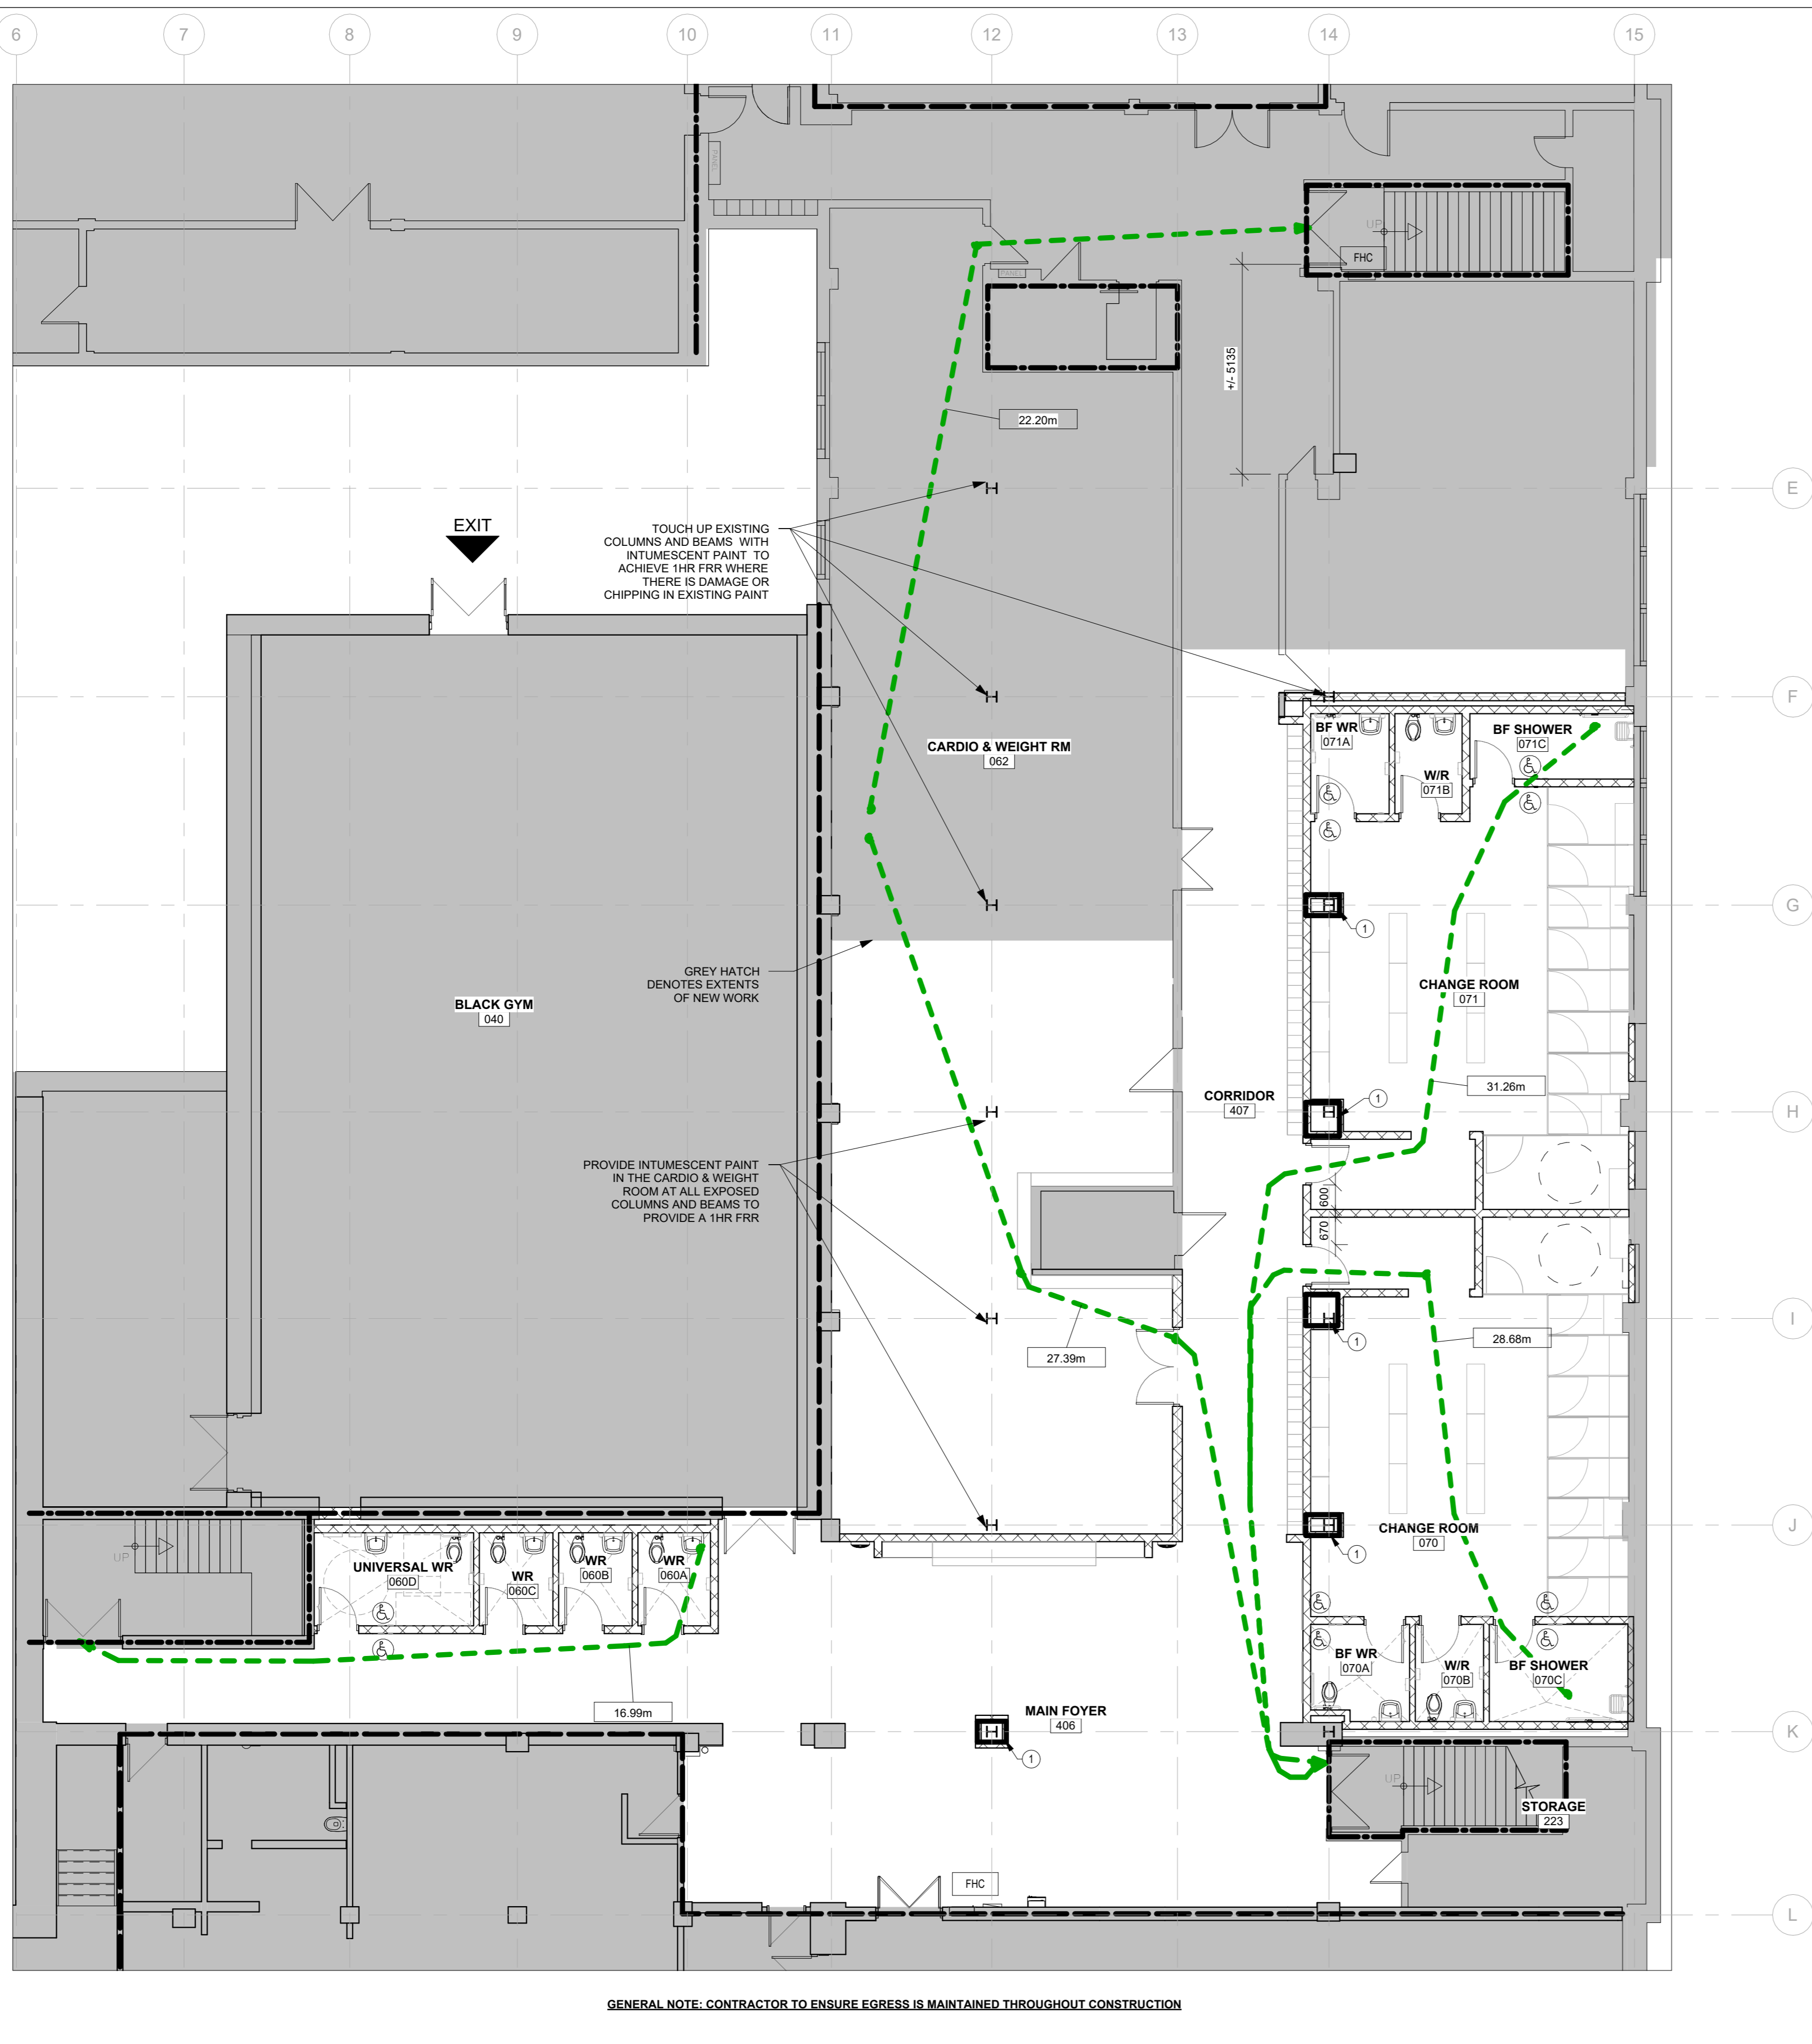 6 7 8 9 10 11 12 13 14 15
PANEL
UP
FHC
PANEL
+/- 5135
22.20m
E
EXIT
TOUCH UP EXISTING
COLUMNS AND BEAMS WITH
INTUMESCENT PAINT TO
ACHIEVE 1HR FRR WHERE
THERE IS DAMAGE OR
CHIPPING IN EXISTING PAINT
F
BF WR
071A
W/R
071B
BF SHOWER
071C
CARDIO & WEIGHT RM
062
G
1
GREY HATCH
DENOTES EXTENTS
OF NEW WORK
BLACK GYM
040
CHANGE ROOM
071
31.26m
CORRIDOR
407
1
H
PROVIDE INTUMESCENT PAINT
IN THE CARDIO & WEIGHT
ROOM AT ALL EXPOSED
COLUMNS AND BEAMS TO
PROVIDE A 1HR FRR
600
670
I
1
28.68m
27.39m
J
CHANGE ROOM
070
1
UP
UNIVERSAL WR
060D
WR
060C
WR
060B
WR
060A
BF WR
070A
W/R
070B
BF SHOWER
070C
16.99m
MAIN FOYER
406
K
1
UP
STORAGE
223
FHC
L
GENERAL NOTE: CONTRACTOR TO ENSURE EGRESS IS MAINTAINED THROUGHOUT CONSTRUCTION